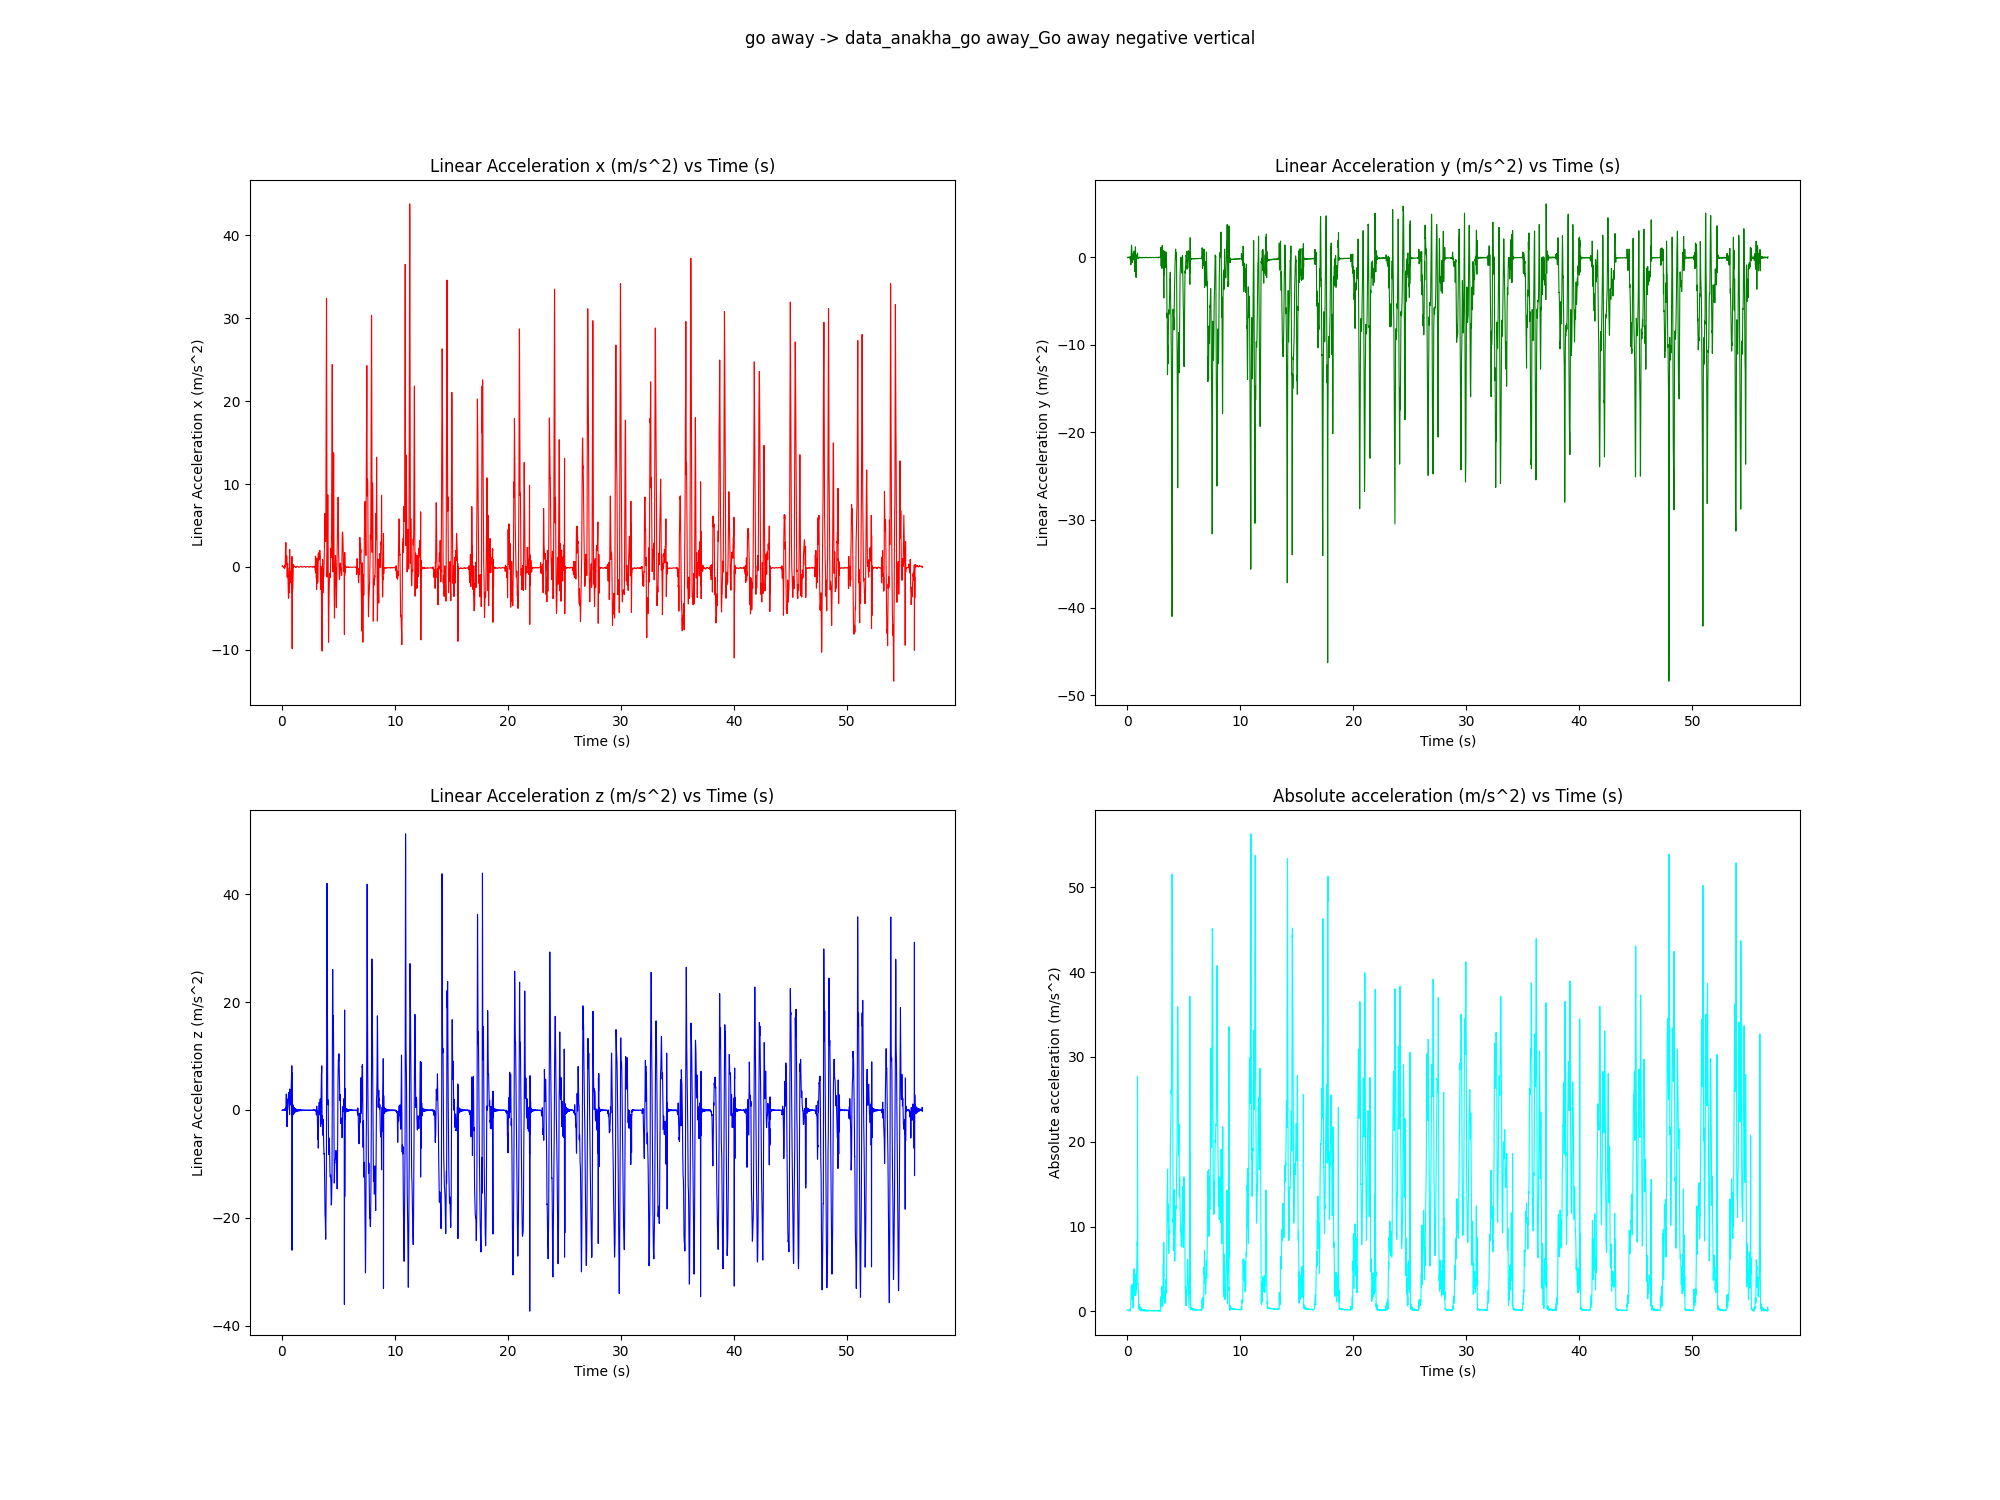 go away -> data_anakha_go away_Go away negative vertical
Linear Acceleration x (m/s^2) vs Time (s)
Linear Acceleration x (m/s^2)
40
30
20
10
0
−10
0 10 20 30 40 50
Time (s)
Linear Acceleration y (m/s^2) vs Time (s)
Linear Acceleration y (m/s^2)
0
−10
−20
−30
−40
−50
0 10 20 30 40 50
Time (s)
Linear Acceleration z (m/s^2) vs Time (s)
Linear Acceleration z (m/s^2)
40
20
0
−20
−40
0 10 20 30 40 50
Time (s)
Absolute acceleration (m/s^2) vs Time (s)
Absolute acceleration (m/s^2)
50
40
30
20
10
0
0 10 20 30 40 50
Time (s)